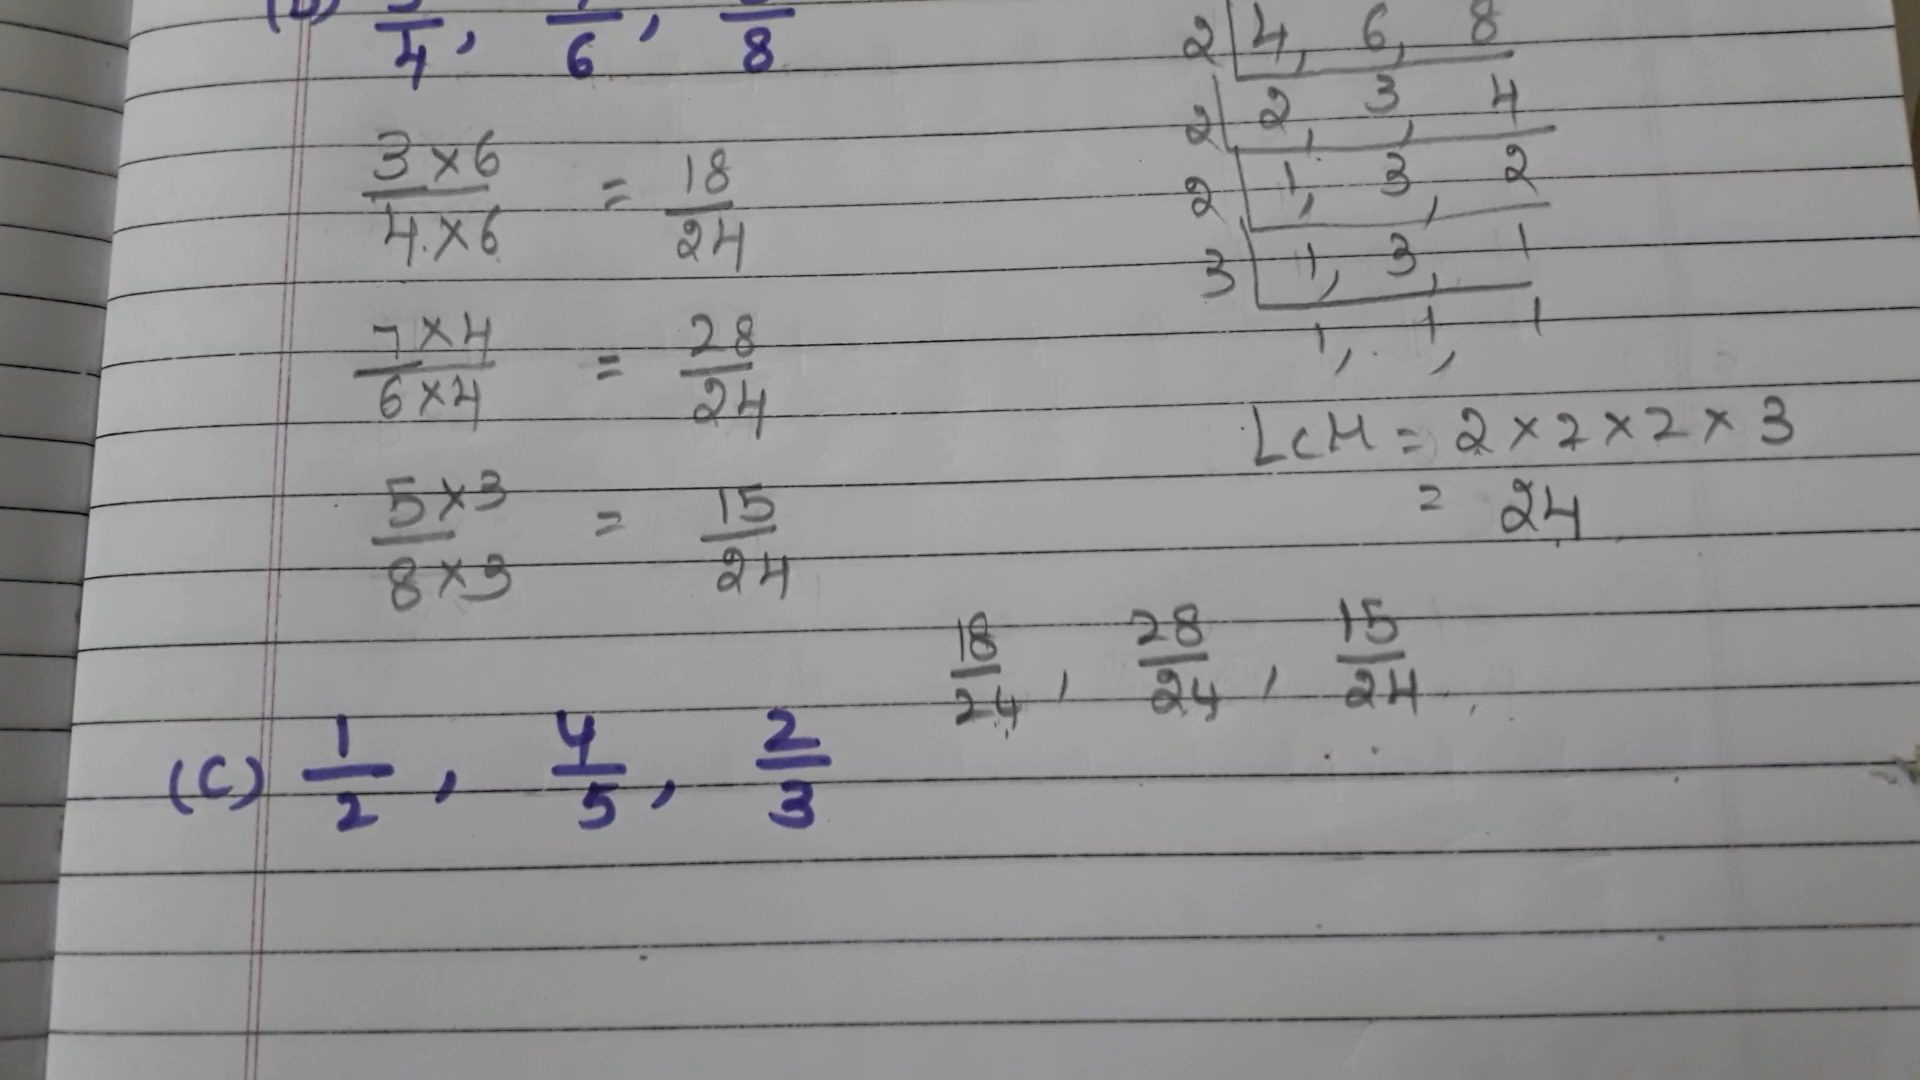 (b) 3/4, 7/6, 5/8
3×6/4×6 = 18/24
7×4/6×4 = 28/24
5×3/8×3 = 15/24
2 | 4, 6, 8
2 | 2, 3, 4
2 | 1, 3, 2
3 | 1, 3, 1
1, 1, 1
LCM = 2×2×2×3
= 24
18/24, 28/24, 15/24
(C) 1/2, 4/5, 2/3